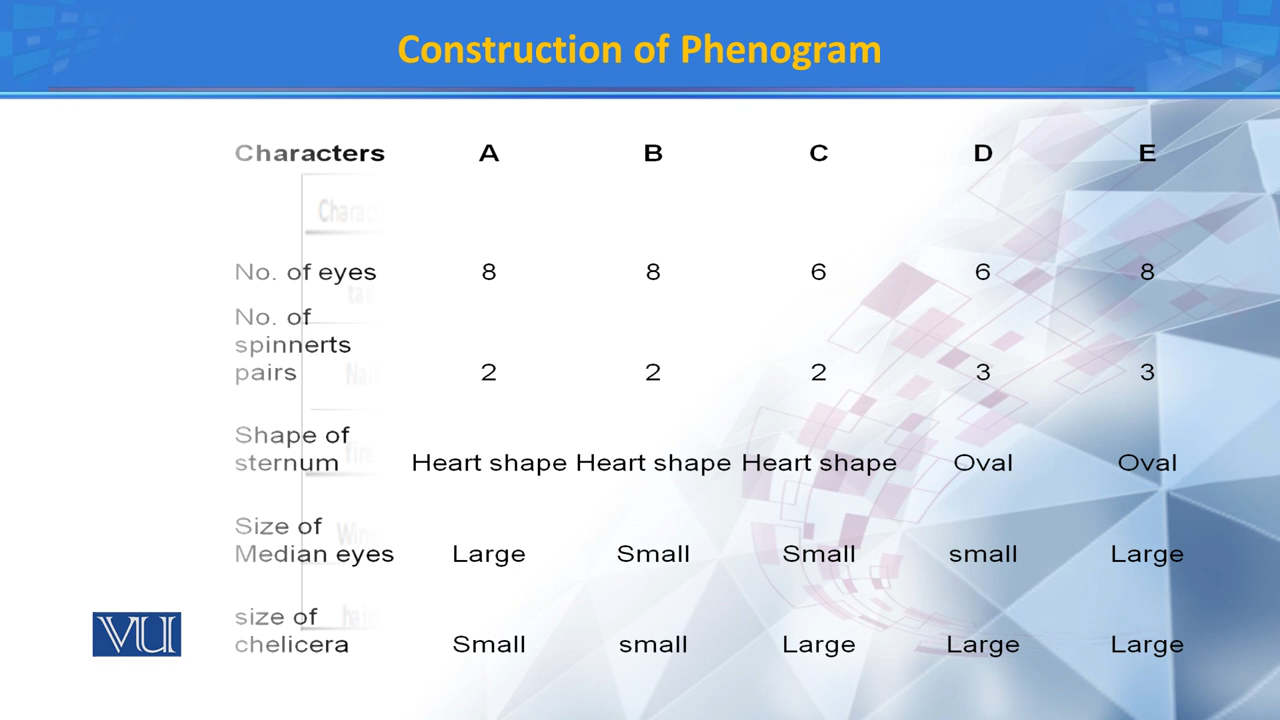 Construction of Phenogram
Characters A B C D E
No. of eyes 8 8 6 6 8
No. of
spinnerts
pairs 2 2 2 3 3
Shape of
sternum Heart shape Heart shape Heart shape Oval Oval
Size of
Median eyes Large Small Small small Large
size of
chelicera Small small Large Large Large
VU